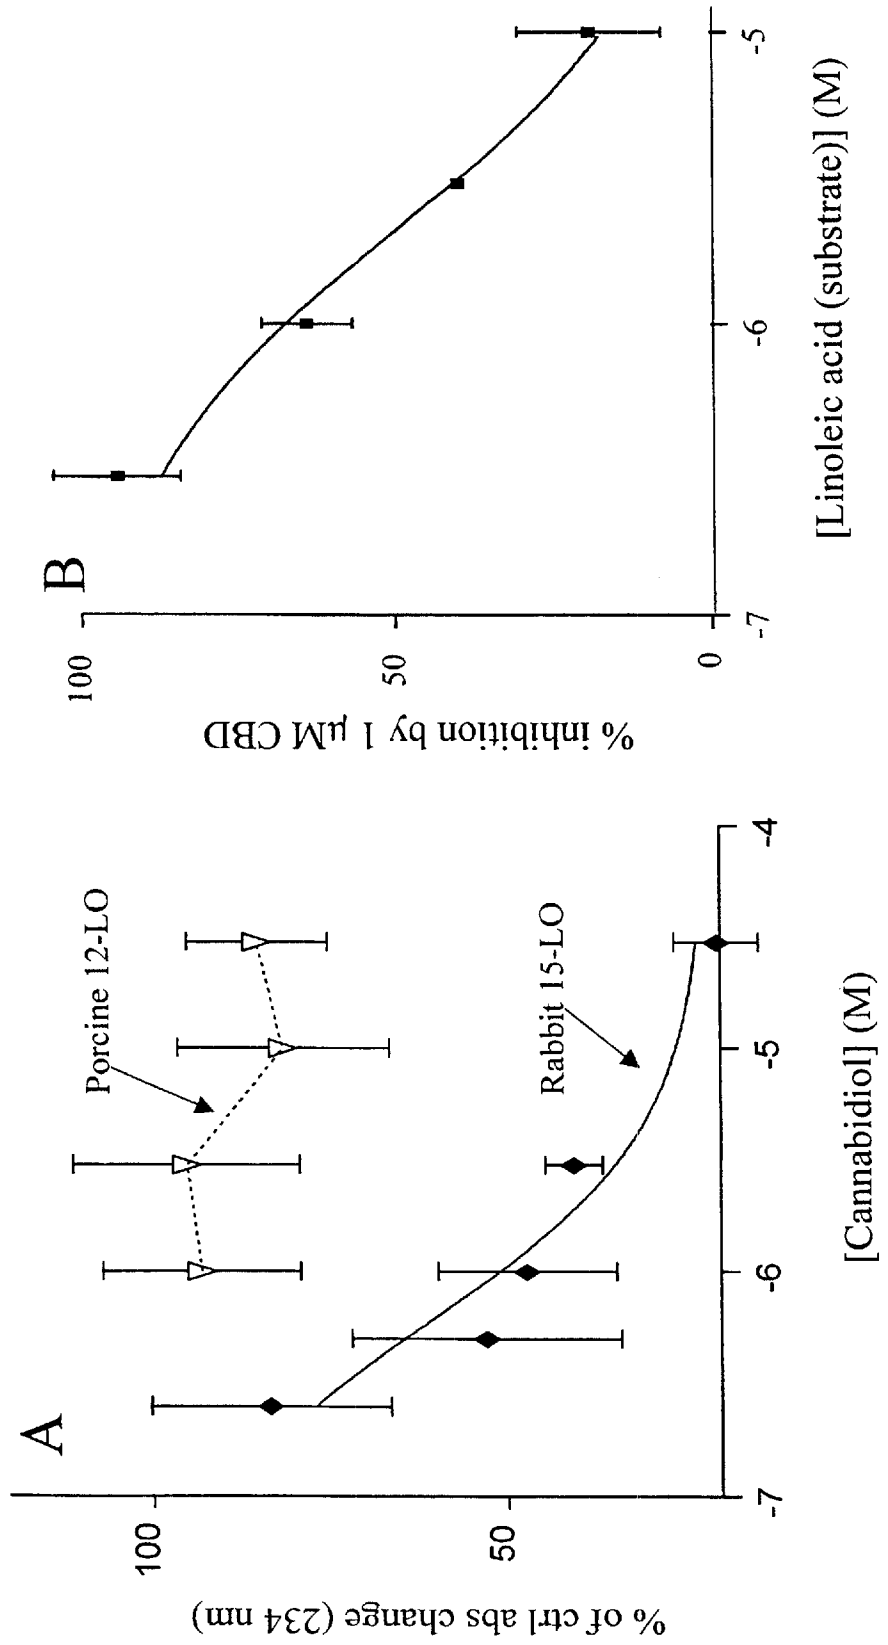 A
% of ctrl abs change (234 nm)
100
50
Porcine 12-LO
Rabbit 15-LO
-7
-6
-5
-4
[Cannabidiol] (M)
B
% inhibition by 1 µM CBD
100
50
0
-7
-6
-5
[Linoleic acid (substrate)] (M)